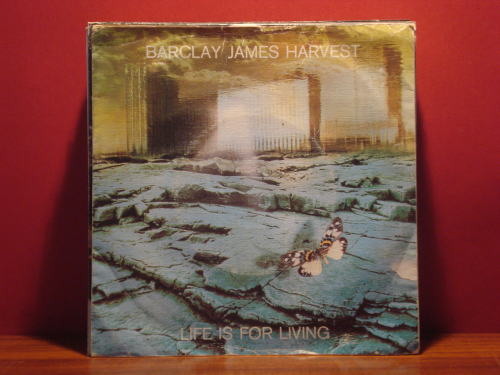 BARCLAY JAMES HARVEST
LIFE IS FOR LIVING